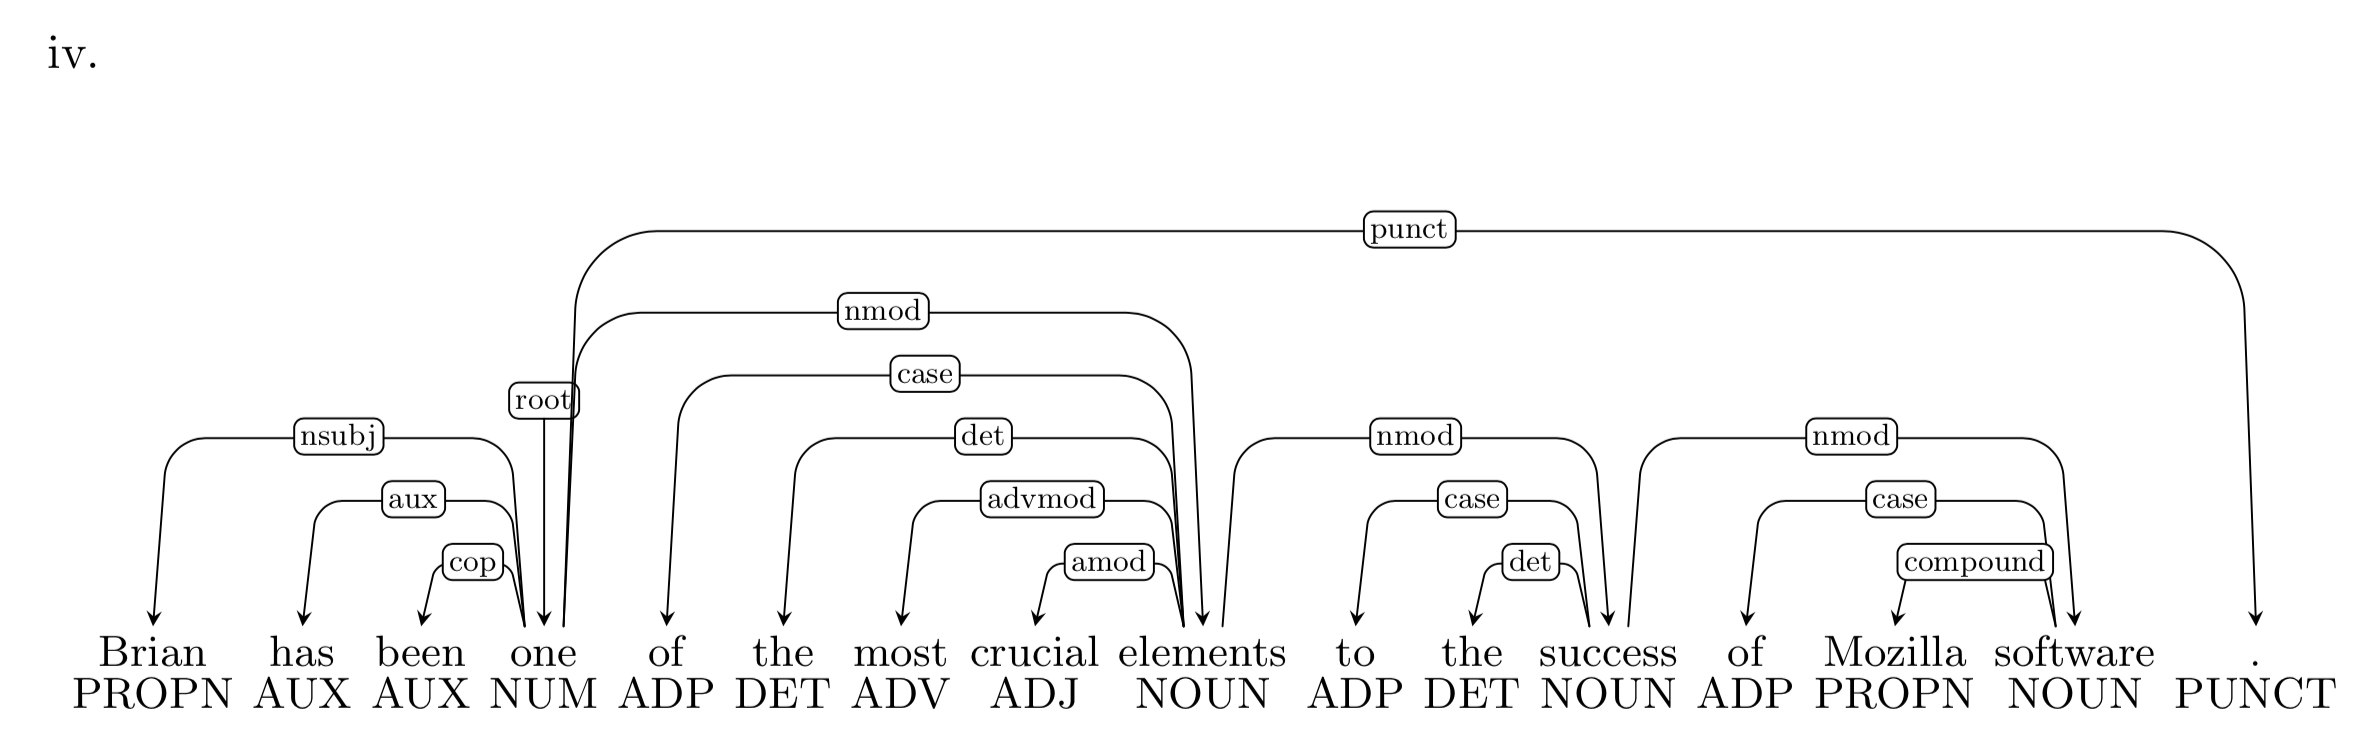 iv.
punct
nmod
case
root
nsubj det nmod nmod
aux advmod case case
cop amod det compound
Brian has been one of the most crucial elements to the success of Mozilla software .
PROPN AUX AUX NUM ADP DET ADV ADJ NOUN ADP DET NOUN ADP PROPN NOUN PUNCT